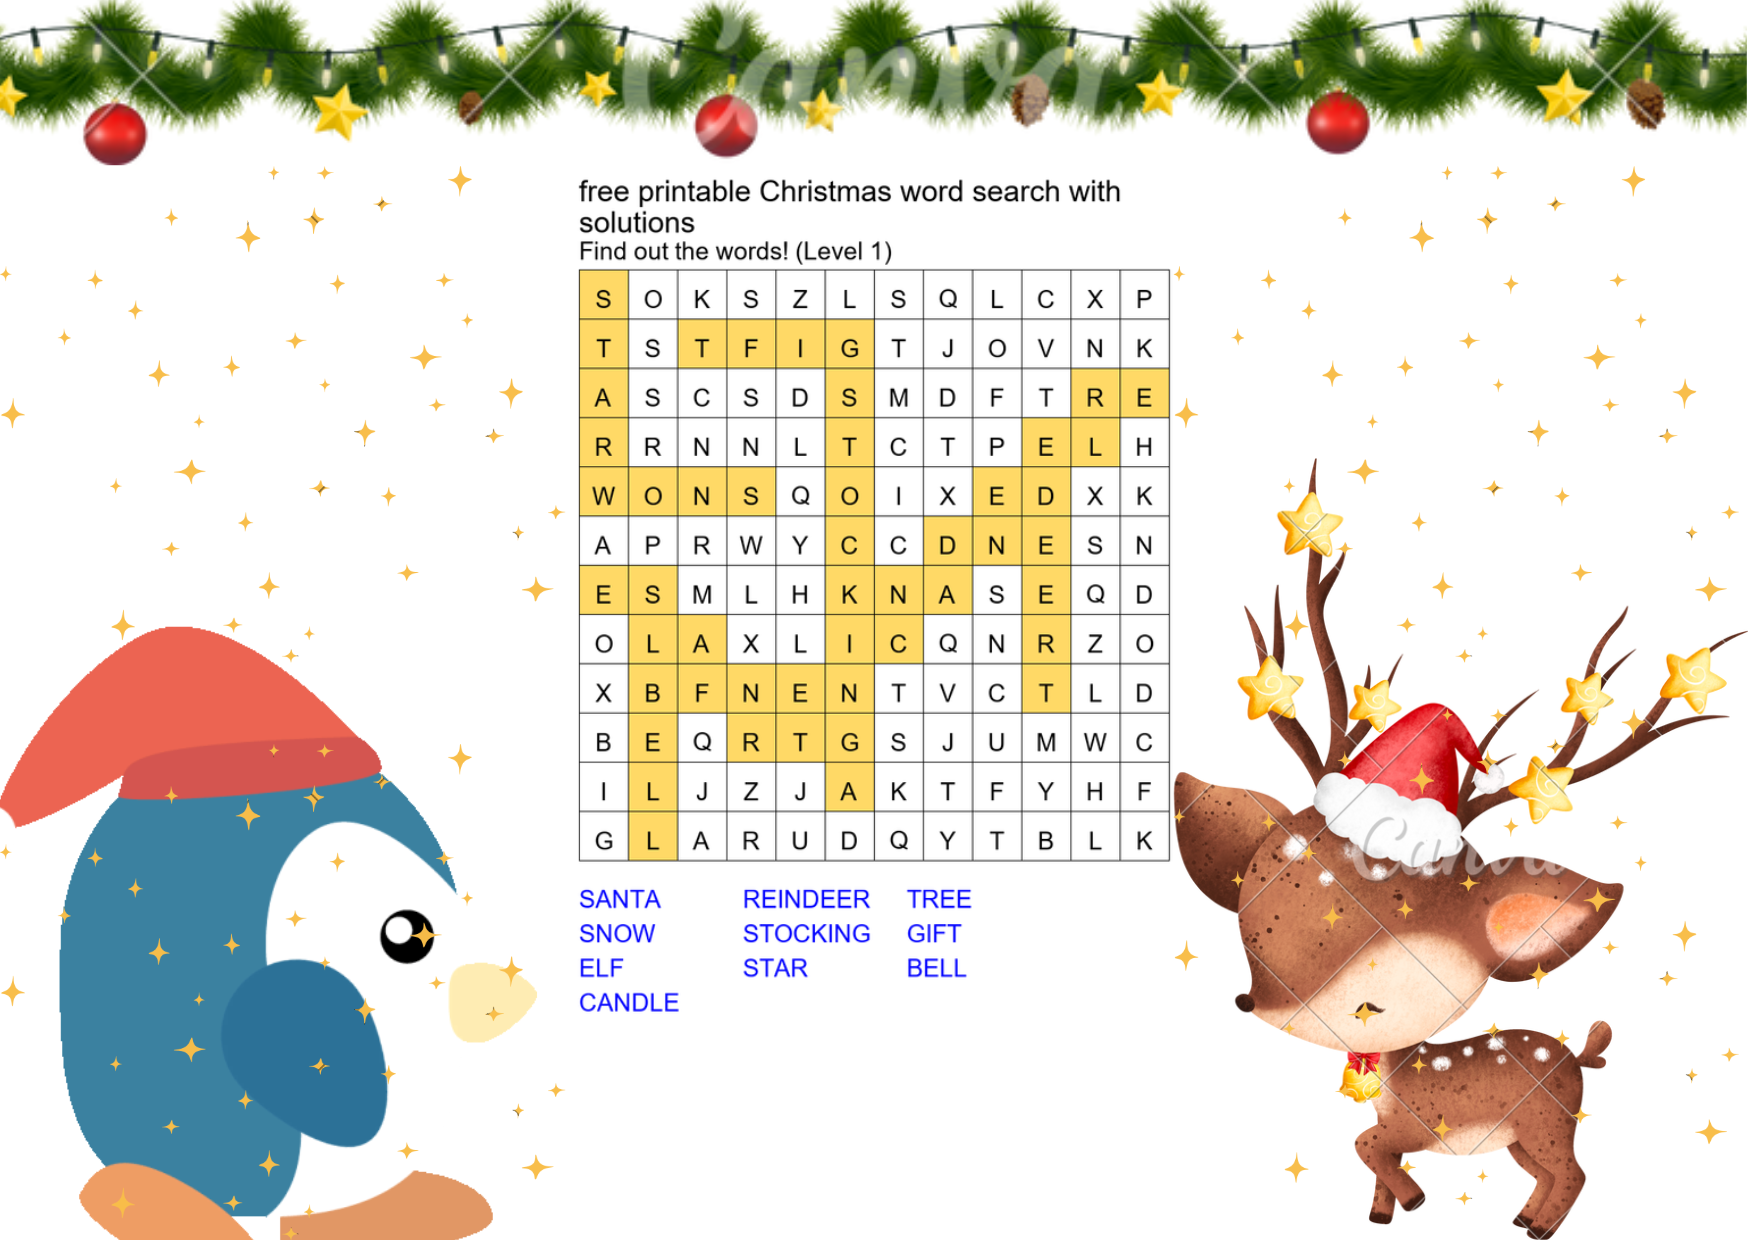 Canva
free printable Christmas word search with
solutions
Find out the words! (Level 1)
S O K S Z L S Q L C X P
T S T F I G T J O V N K
A S C S D S M D F T R E
R R N N L T C T P E L H
W O N S Q O I X E D X K
A P R W Y C C D N E S N
E S M L H K N A S E Q D
O L A X L I C Q N R Z O
X B F N E N T V C T L D
B E Q R T G S J U M W C
I L J Z J A K T F Y H F
G L A R U D Q Y T B L K
Canva
SANTA REINDEER TREE
SNOW STOCKING GIFT
ELF STAR BELL
CANDLE